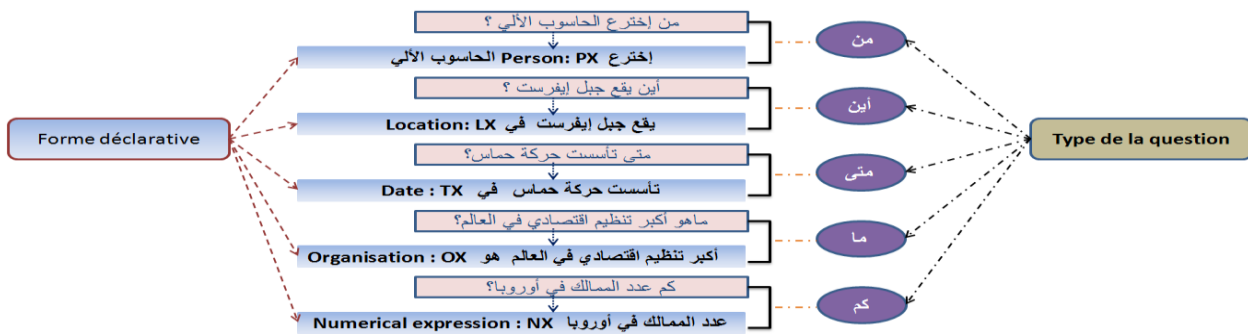 من إخترع الحاسوب الألي ؟
إخترع Person: PX الحاسوب الألي
من
أين يقع جبل إيفرست ؟
يقع جبل إيفرست في Location: LX
أين
Forme déclarative
Type de la question
متى تأسست حركة حماس؟
تأسست حركة حماس في Date : TX
متى
ماهو أكبر تنظيم اقتصادي في العالم؟
أكبر تنظيم اقتصادي في العالم هو Organisation : OX
ما
كم عدد الممالك في أوروبا؟
عدد الممالك في أوروبا Numerical expression : NX
كم